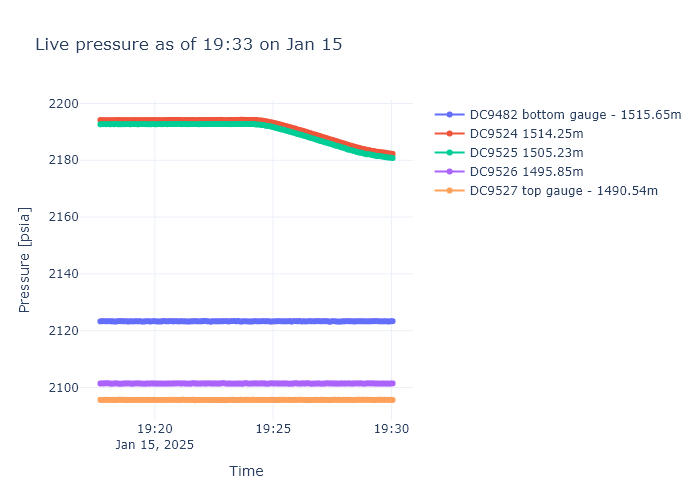 Live pressure as of 19:33 on Jan 15
2200
2180
2160
2140
2120
2100
Pressure [psia]
19:20
Jan 15, 2025
19:25
19:30
Time
DC9482 bottom gauge - 1515.65m
DC9524 1514.25m
DC9525 1505.23m
DC9526 1495.85m
DC9527 top gauge - 1490.54m